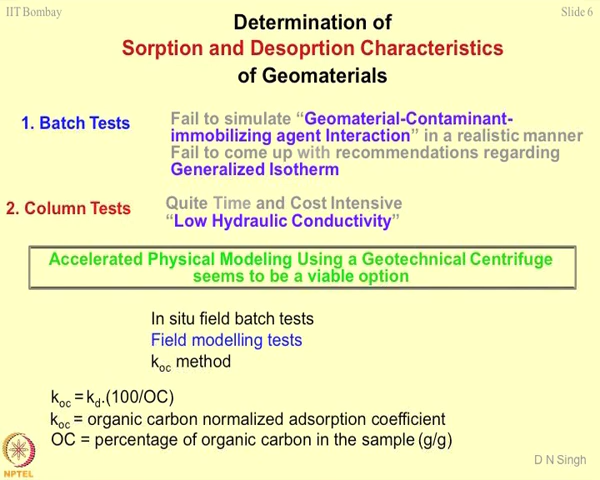 IIT Bombay
Slide 6
Determination of
Sorption and Desoprtion Characteristics
of Geomaterials
1. Batch Tests
Fail to simulate “Geomaterial-Contaminant-
immobilizing agent Interaction” in a realistic manner
Fail to come up with recommendations regarding
Generalized Isotherm
2. Column Tests
Quite Time and Cost Intensive
“Low Hydraulic Conductivity”
Accelerated Physical Modeling Using a Geotechnical Centrifuge
seems to be a viable option
In situ field batch tests
Field modelling tests
koc method
koc = kd.(100/OC)
koc = organic carbon normalized adsorption coefficient
OC = percentage of organic carbon in the sample (g/g)
NPTEL
D N Singh